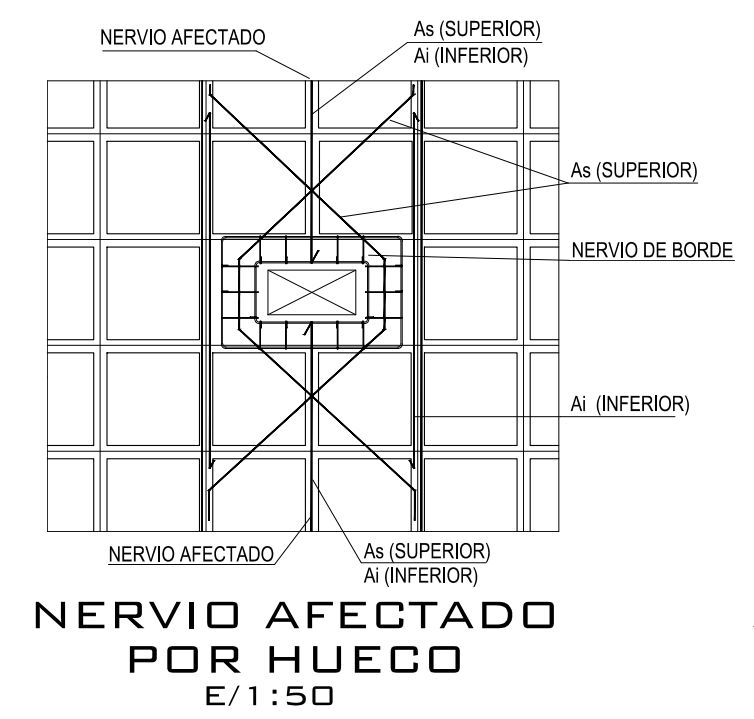 NERVIO AFECTADO
As (SUPERIOR)
Ai (INFERIOR)
As (SUPERIOR)
NERVIO DE BORDE
Ai (INFERIOR)
NERVIO AFECTADO
As (SUPERIOR)
Ai (INFERIOR)
NERVIO AFECTADO
POR HUECO
E/1:50